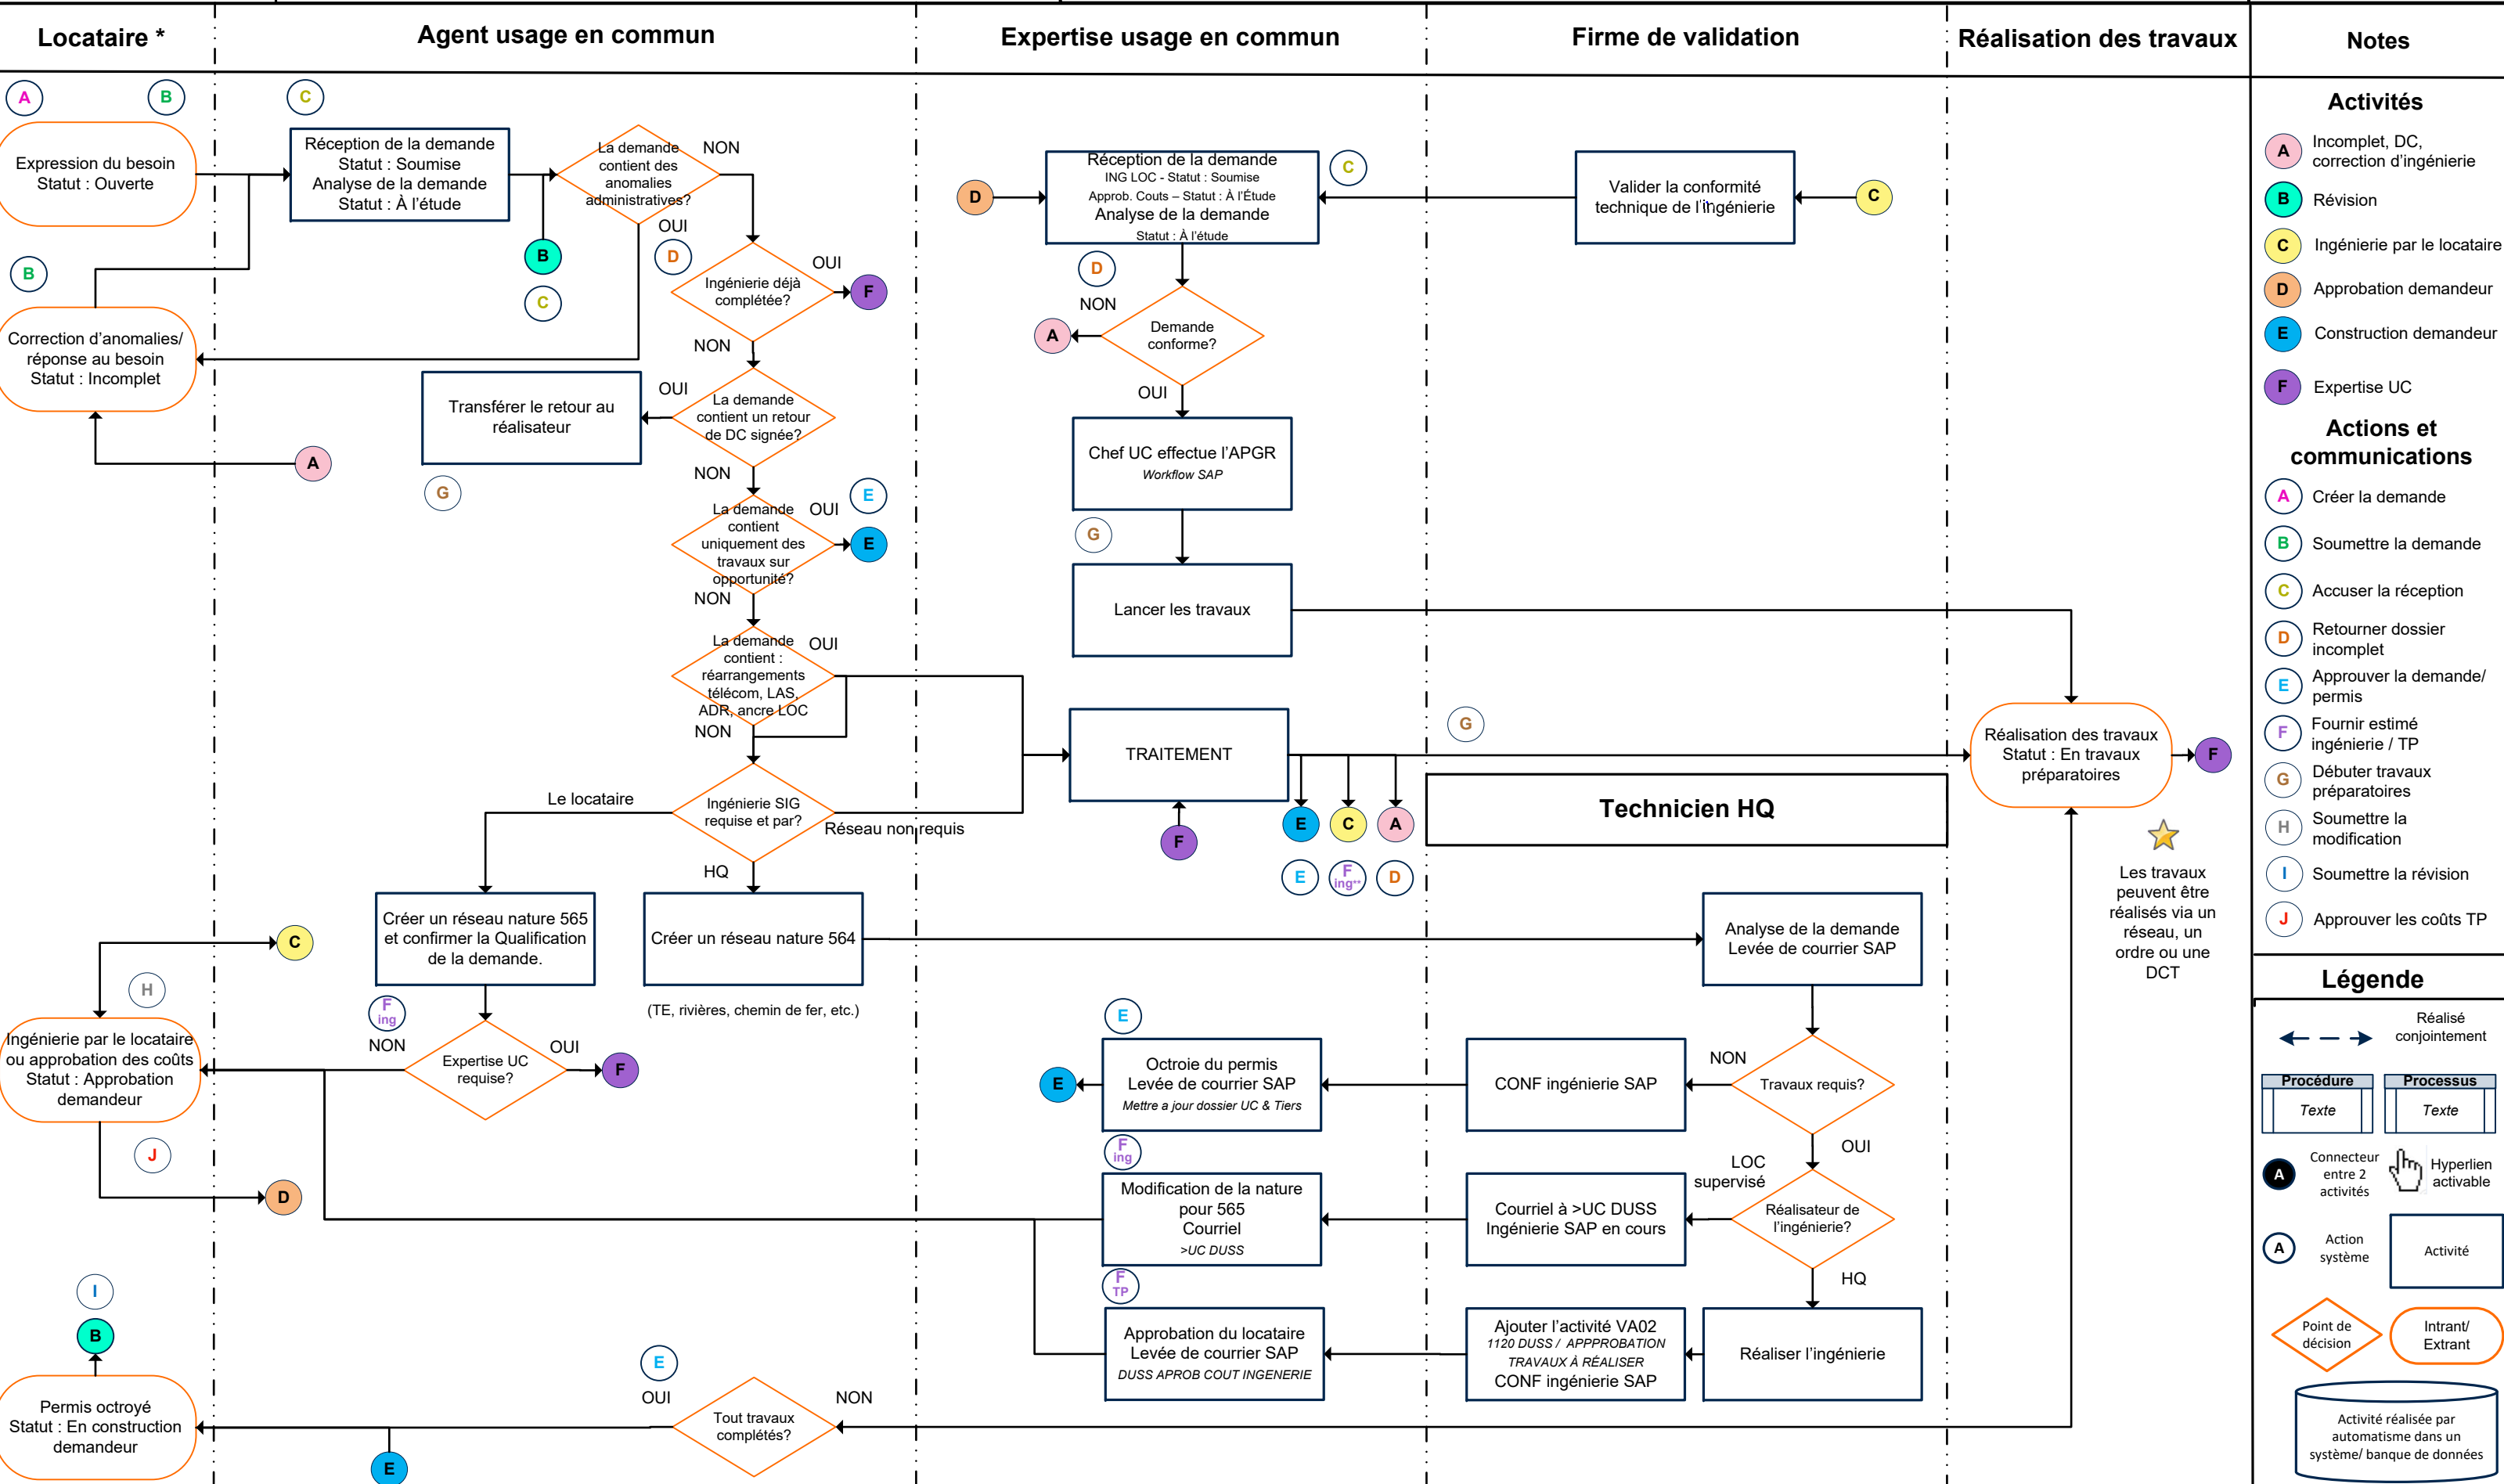 Locataire *
Agent usage en commun
Expertise usage en commun
Firme de validation
Réalisation des travaux
Notes
A
B
Expression du besoin
Statut : Ouverte
B
Correction d'anomalies/
réponse au besoin
Statut : Incomplet
A
C
Réception de la demande
Statut : Soumise
Analyse de la demande
Statut : À l'étude
B
C
La demande
contient des
anomalies
administratives?
NON
OUI
D
Ingénierie déjà
complétée?
OUI
F
NON
La demande
contient un retour
de DC signée?
OUI
Transférer le retour au
réalisateur
G
NON
La demande
contient
uniquement des
travaux sur
opportunité?
OUI
E
E
NON
La demande
contient :
réarrangements
télécom, LAS,
ADR, ancre LOC
OUI
NON
Ingénierie SIG
requise et par?
Le locataire
Réseau non requis
HQ
Créer un réseau nature 565
et confirmer la Qualification
de la demande.
Créer un réseau nature 564
(TE, rivières, chemin de fer, etc.)
F
ing
NON
Expertise UC
requise?
OUI
F
C
H
Ingénierie par le locataire
ou approbation des coûts
Statut : Approbation
demandeur
J
D
I
B
Permis octroyé
Statut : En construction
demandeur
E
E
OUI
Tout travaux
complétés?
NON
D
Réception de la demande
ING LOC - Statut : Soumise
Approb. Couts – Statut : À l'Étude
Analyse de la demande
Statut : À l'étude
C
D
NON
A
Demande
conforme?
OUI
Chef UC effectue l'APGR
Workflow SAP
G
Lancer les travaux
TRAITEMENT
F
E
C
A
E
F
ing**
D
E
Octroie du permis
Levée de courrier SAP
Mettre a jour dossier UC & Tiers
E
F
ing
Modification de la nature
pour 565
Courriel
>UC DUSS
F
TP
Approbation du locataire
Levée de courrier SAP
DUSS APROB COUT INGENERIE
Valider la conformité
technique de l'ingénierie
C
G
Technicien HQ
Analyse de la demande
Levée de courrier SAP
Travaux requis?
NON
CONF ingénierie SAP
OUI
LOC
supervisé
Réalisateur de
l'ingénierie?
Courriel à >UC DUSS
Ingénierie SAP en cours
HQ
Réaliser l'ingénierie
Ajouter l'activité VA02
1120 DUSS / APPPROBATION
TRAVAUX À RÉALISER
CONF ingénierie SAP
Réalisation des travaux
Statut : En travaux
préparatoires
F
Les travaux
peuvent être
réalisés via un
réseau, un
ordre ou une
DCT
Activités
A
Incomplet, DC,
correction d'ingénierie
B
Révision
C
Ingénierie par le locataire
D
Approbation demandeur
E
Construction demandeur
F
Expertise UC
Actions et
communications
A
Créer la demande
B
Soumettre la demande
C
Accuser la réception
D
Retourner dossier
incomplet
E
Approuver la demande/
permis
F
Fournir estimé
ingénierie / TP
G
Débuter travaux
préparatoires
H
Soumettre la
modification
I
Soumettre la révision
J
Approuver les coûts TP
Légende
Réalisé
conjointement
Procédure
Texte
Processus
Texte
A
Connecteur
entre 2
activités
Hyperlien
activable
A
Action
système
Activité
Point de
décision
Intrant/
Extrant
Activité réalisée par
automatisme dans un
système/ banque de données